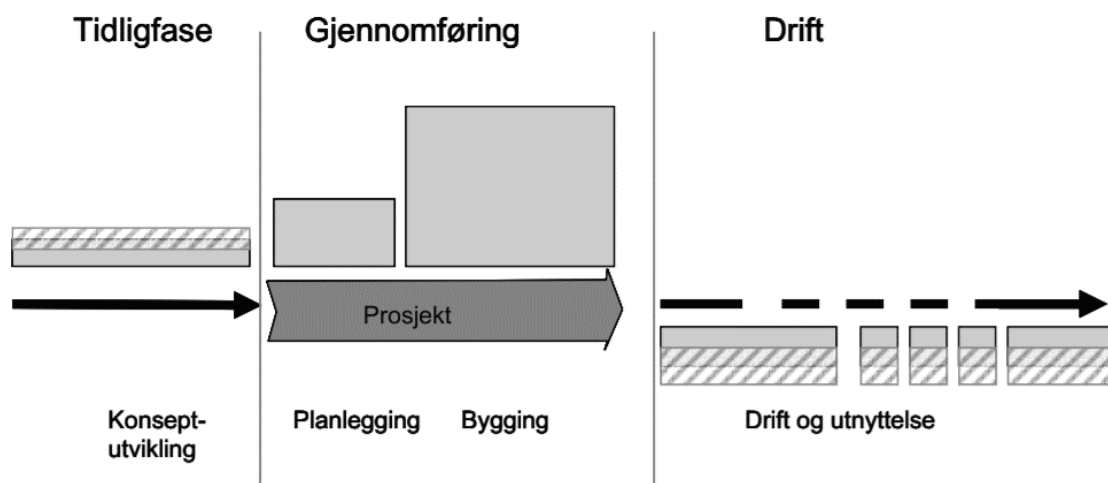 Tidligfase
Gjennomføring
Drift
Prosjekt
Konsept-
utvikling
Planlegging
Bygging
Drift og utnyttelse